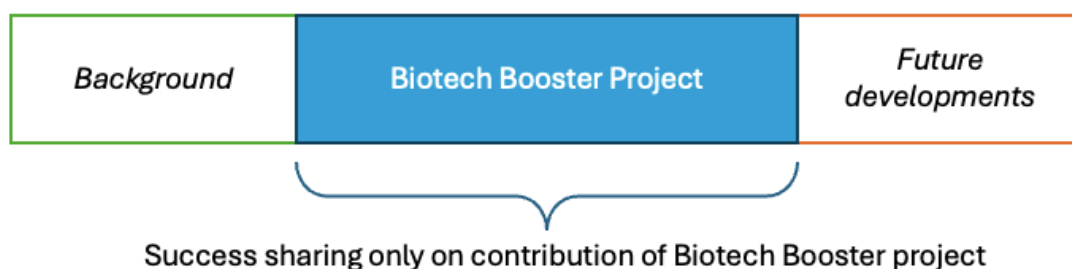 Background
Biotech Booster Project
Future
developments
Success sharing only on contribution of Biotech Booster project